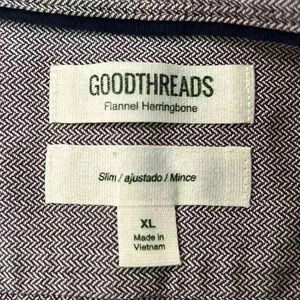 GOODTHREADS
Flannel Herringbone
Slim / ajustado / Mince
XL
Made in
Vietnam